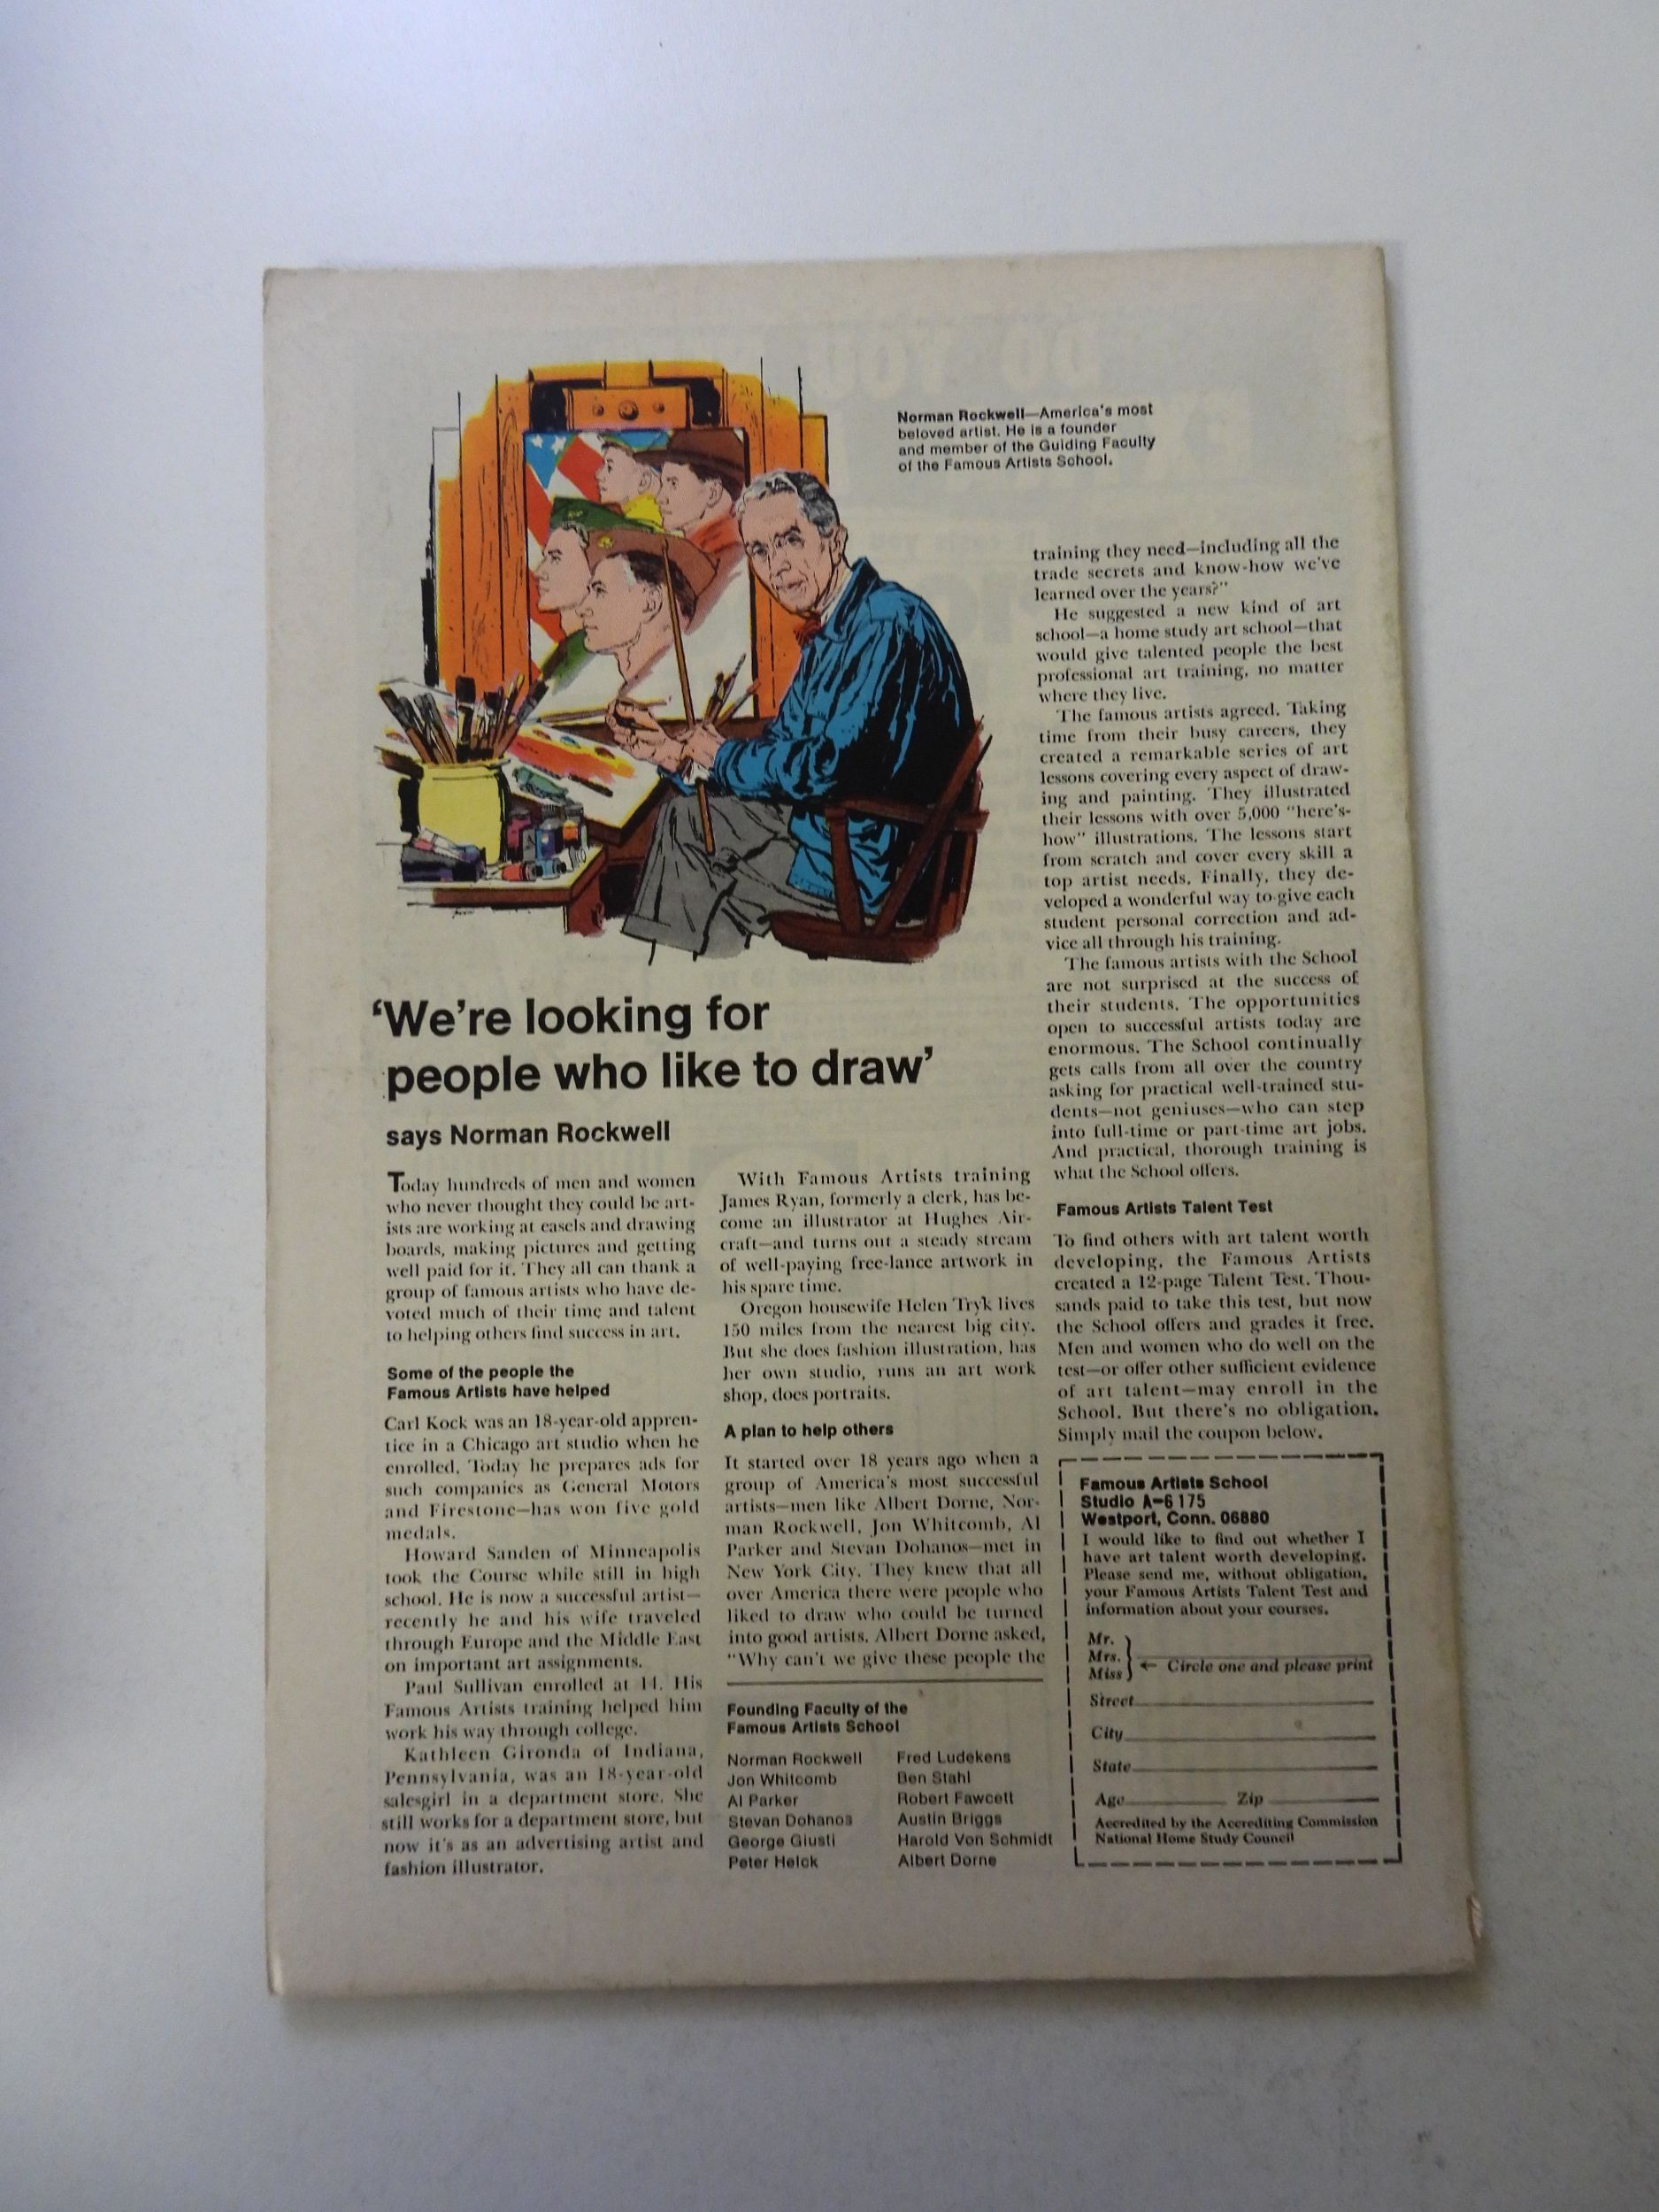 Norman Rockwell—America's most
beloved artist. He is a founder
and member of the Guiding Faculty
of the Famous Artists School.
'We're looking for
people who like to draw'
says Norman Rockwell
Today hundreds of men and women
who never thought they could be art-
ists are working at easels and drawing
boards, making pictures and getting
well paid for it. They all can thank a
group of famous artists who have de-
voted much of their time and talent
to helping others find success in art.
Some of the people the
Famous Artists have helped
Carl Kock was an 18-year-old appren-
tice in a Chicago art studio when he
enrolled. Today he prepares ads for
such companies as General Motors
and Firestone—has won five gold
medals.
Howard Sanden of Minneapolis
took the Course while still in high
school. He is now a successful artist—
recently he and his wife traveled
through Europe and the Middle East
on important art assignments.
Paul Sullivan enrolled at 14. His
Famous Artists training helped him
work his way through college.
Kathleen Gironda of Indiana,
Pennsylvania, was an 18-year-old
salesgirl in a department store. She
still works for a department store, but
now it's as an advertising artist and
fashion illustrator.
With Famous Artists training
James Ryan, formerly a clerk, has be-
come an illustrator at Hughes Air-
craft—and turns out a steady stream
of well-paying free-lance artwork in
his spare time.
Oregon housewife Helen Tryk lives
150 miles from the nearest big city.
But she does fashion illustration, has
her own studio, runs an art work
shop, does portraits.
A plan to help others
It started over 18 years ago when a
group of America's most successful
artists—men like Albert Dorne, Nor-
man Rockwell, Jon Whitcomb, Al
Parker and Stevan Dohanos—met in
New York City. They knew that all
over America there were people who
liked to draw who could be turned
into good artists. Albert Dorne asked,
"Why can't we give these people the
training they need—including all the
trade secrets and know-how we've
learned over the years?"
He suggested a new kind of art
school—a home study art school—that
would give talented people the best
professional art training, no matter
where they live.
The famous artists agreed. Taking
time from their busy careers, they
created a remarkable series of art
lessons covering every aspect of draw-
ing and painting. They illustrated
their lessons with over 5,000 "here's-
how" illustrations. The lessons start
from scratch and cover every skill a
top artist needs. Finally, they de-
veloped a wonderful way to give each
student personal correction and ad-
vice all through his training.
The famous artists with the School
are not surprised at the success of
their students. The opportunities
open to successful artists today are
enormous. The School continually
gets calls from all over the country
asking for practical well-trained stu-
dents—not geniuses—who can step
into full-time or part-time art jobs.
And practical, thorough training is
what the School offers.
Famous Artists Talent Test
To find others with art talent worth
developing, the Famous Artists
created a 12-page Talent Test. Thou-
sands paid to take this test, but now
the School offers and grades it free.
Men and women who do well on the
test—or offer other sufficient evidence
of art talent—may enroll in the
School. But there's no obligation.
Simply mail the coupon below.
Founding Faculty of the
Famous Artists School
Norman Rockwell
Jon Whitcomb
Al Parker
Stevan Dohanos
George Giusti
Peter Helck
Fred Ludekens
Ben Stahl
Robert Fawcett
Austin Briggs
Harold Von Schmidt
Albert Dorne
Famous Artists School
Studio A-6175
Westport, Conn. 06880
I would like to find out whether I
have art talent worth developing.
Please send me, without obligation,
your Famous Artists Talent Test and
information about your courses.
Mr.
Mrs.
Miss ← Circle one and please print
Street
City
State
Age Zip
Accredited by the Accrediting Commission
National Home Study Council